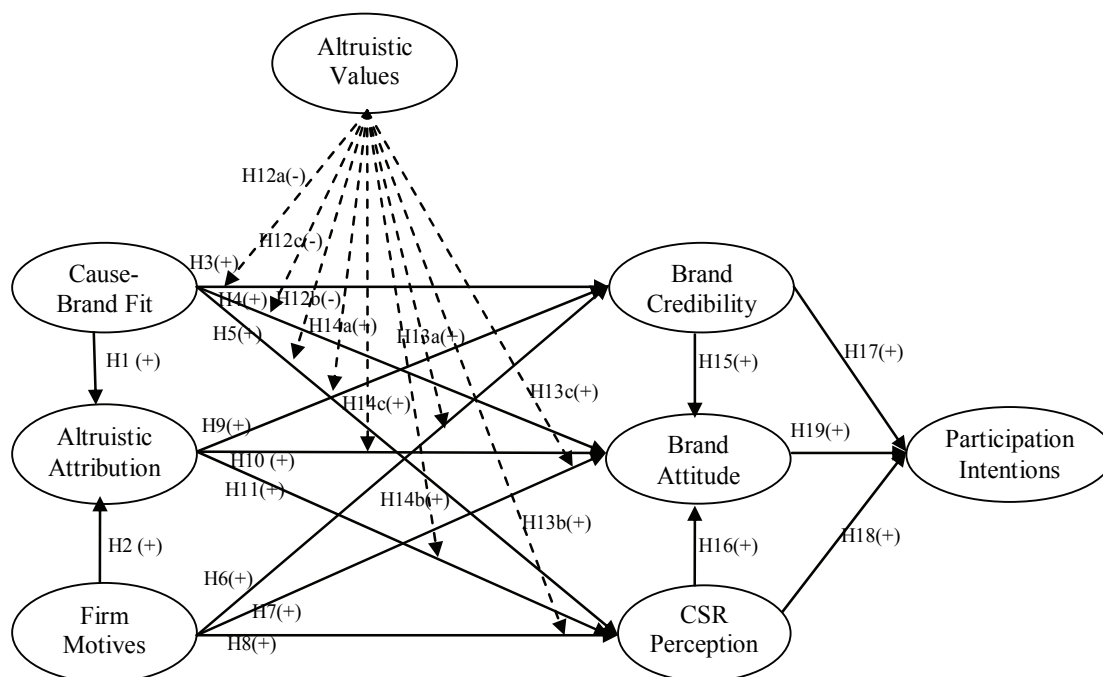 Altruistic
Values
H12a(-)
H12c(-)
H3(+)
Cause-
Brand Fit
Brand
Credibility
H4(+)
H12b(-)
H5(+)
H14a(+)
H13a(+)
H1 (+)
H15(+)
H17(+)
H13c(+)
H14c(+)
H9(+)
Altruistic
Attribution
H10 (+)
H11(+)
Brand
Attitude
H19(+)
Participation
Intentions
H14b(+)
H13b(+)
H2 (+)
H16(+)
H18(+)
H6(+)
H7(+)
H8(+)
Firm
Motives
CSR
Perception